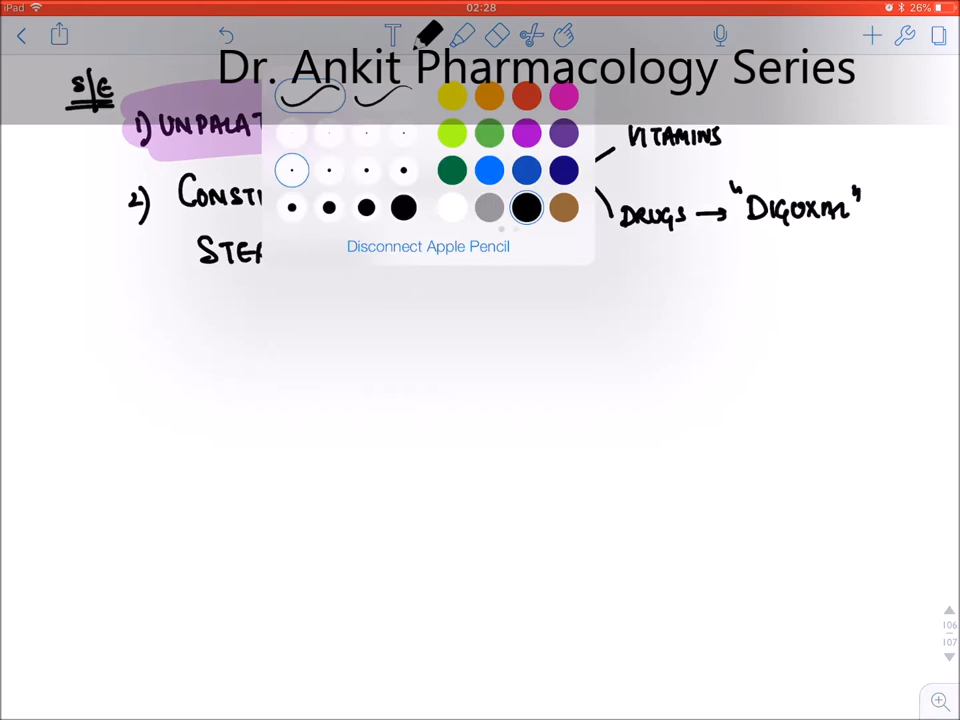 iPad 02:28 26%
Dr. Ankit Pharmacology Series
S/E
1) UNPALAT
VITAMINS
2) CONSTI
DRUGS → "DIGOXIN"
STEA
Disconnect Apple Pencil
106
107